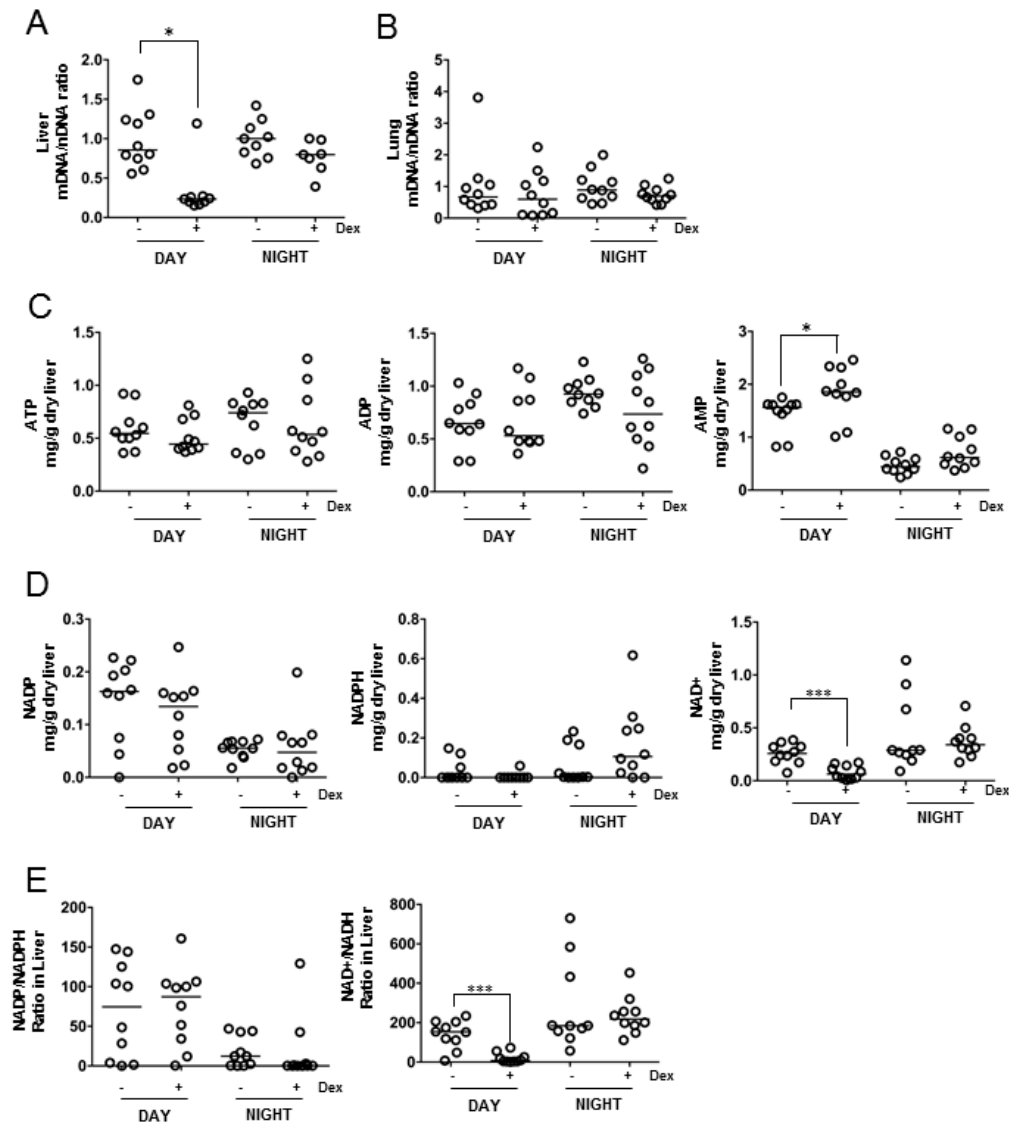 A
B
*
Liver
mDNA/nDNA ratio
2.0
1.5
1.0
0.5
0.0
- + - + Dex
DAY NIGHT
Lung
mDNA/nDNA ratio
5
4
3
2
1
0
- + - + Dex
DAY NIGHT
C
ATP
mg/g dry liver
1.5
1.0
0.5
0.0
- + - + Dex
DAY NIGHT
ADP
mg/g dry liver
1.5
1.0
0.5
0.0
- + - + Dex
DAY NIGHT
*
AMP
mg/g dry liver
3
2
1
0
- + - + Dex
DAY NIGHT
D
NADP
mg/g dry liver
0.3
0.2
0.1
0.0
- + - + Dex
DAY NIGHT
NADPH
mg/g dry liver
0.8
0.6
0.4
0.2
0.0
- + - + Dex
DAY NIGHT
***
NAD+
mg/g dry liver
1.5
1.0
0.5
0.0
- + - + Dex
DAY NIGHT
E
NADP/NADPH
Ratio in Liver
200
150
100
50
0
- + - + Dex
DAY NIGHT
***
NAD+/NADH
Ratio in Liver
800
600
400
200
0
- + - + Dex
DAY NIGHT